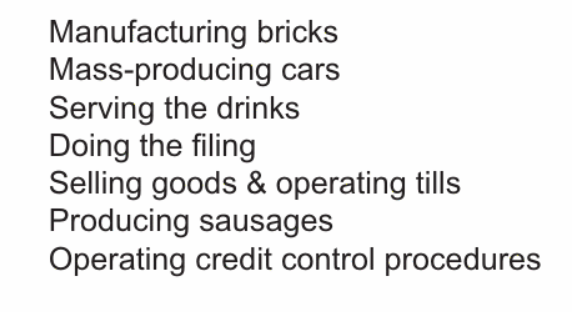 Manufacturing bricks
Mass-producing cars
Serving the drinks
Doing the filing
Selling goods & operating tills
Producing sausages
Operating credit control procedures